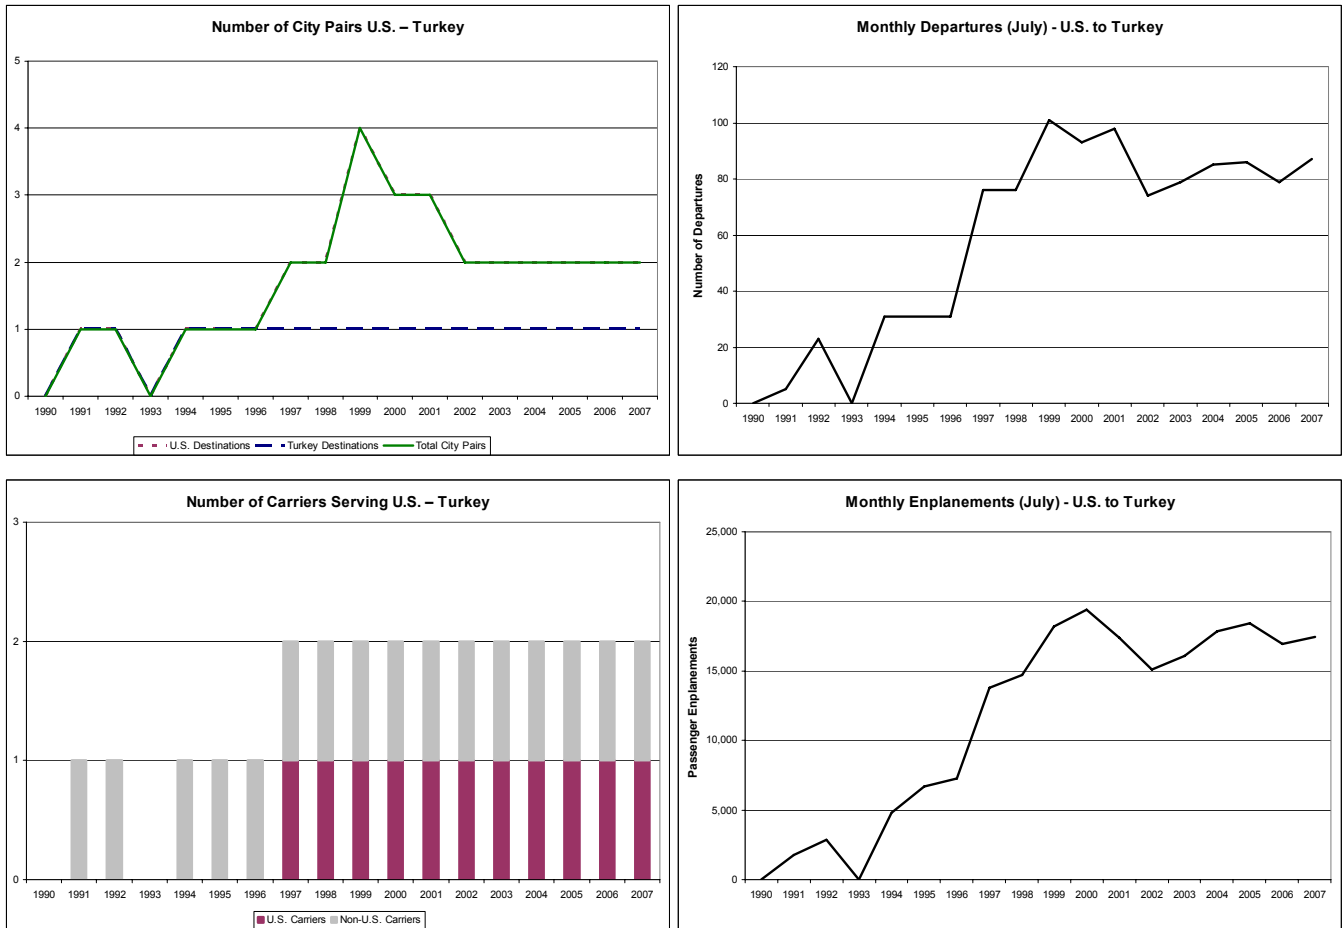 Number of City Pairs U.S. – Turkey
5
4
3
2
1
0
1990 1991 1992 1993 1994 1995 1996 1997 1998 1999 2000 2001 2002 2003 2004 2005 2006 2007
U.S. Destinations Turkey Destinations Total City Pairs
Monthly Departures (July) - U.S. to Turkey
Number of Departures
120
100
80
60
40
20
0
1990 1991 1992 1993 1994 1995 1996 1997 1998 1999 2000 2001 2002 2003 2004 2005 2006 2007
Number of Carriers Serving U.S. – Turkey
3
2
1
0
1990 1991 1992 1993 1994 1995 1996 1997 1998 1999 2000 2001 2002 2003 2004 2005 2006 2007
U.S. Carriers Non-U.S. Carriers
Monthly Enplanements (July) - U.S. to Turkey
Passenger Enplanements
25,000
20,000
15,000
10,000
5,000
0
1990 1991 1992 1993 1994 1995 1996 1997 1998 1999 2000 2001 2002 2003 2004 2005 2006 2007